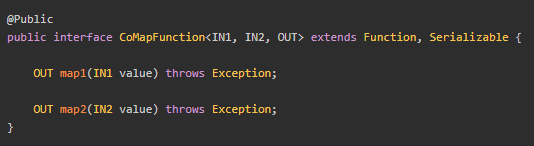 @Public
public interface CoMapFunction<IN1, IN2, OUT> extends Function, Serializable {
OUT map1(IN1 value) throws Exception;
OUT map2(IN2 value) throws Exception;
}